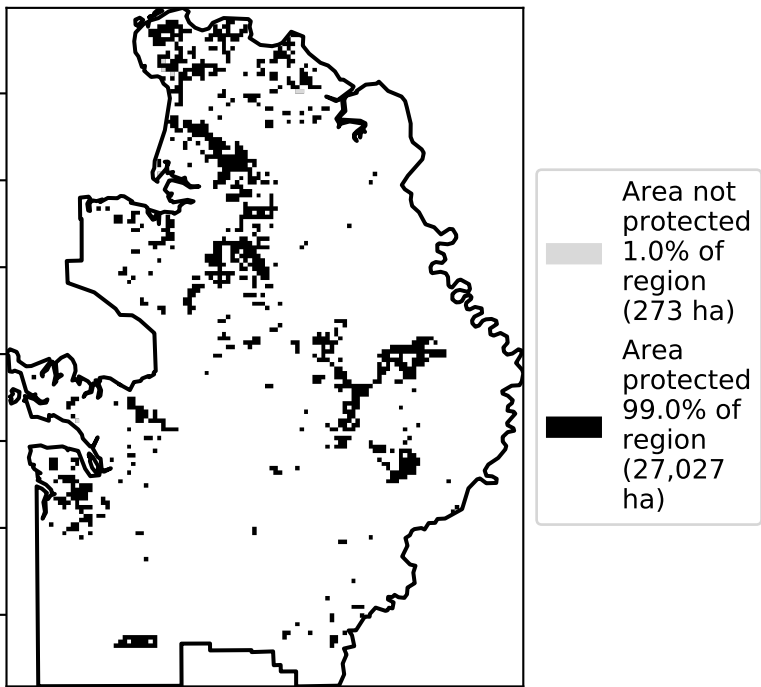 Area not
protected
1.0% of
region
(273 ha)
Area
protected
99.0% of
region
(27,027
ha)